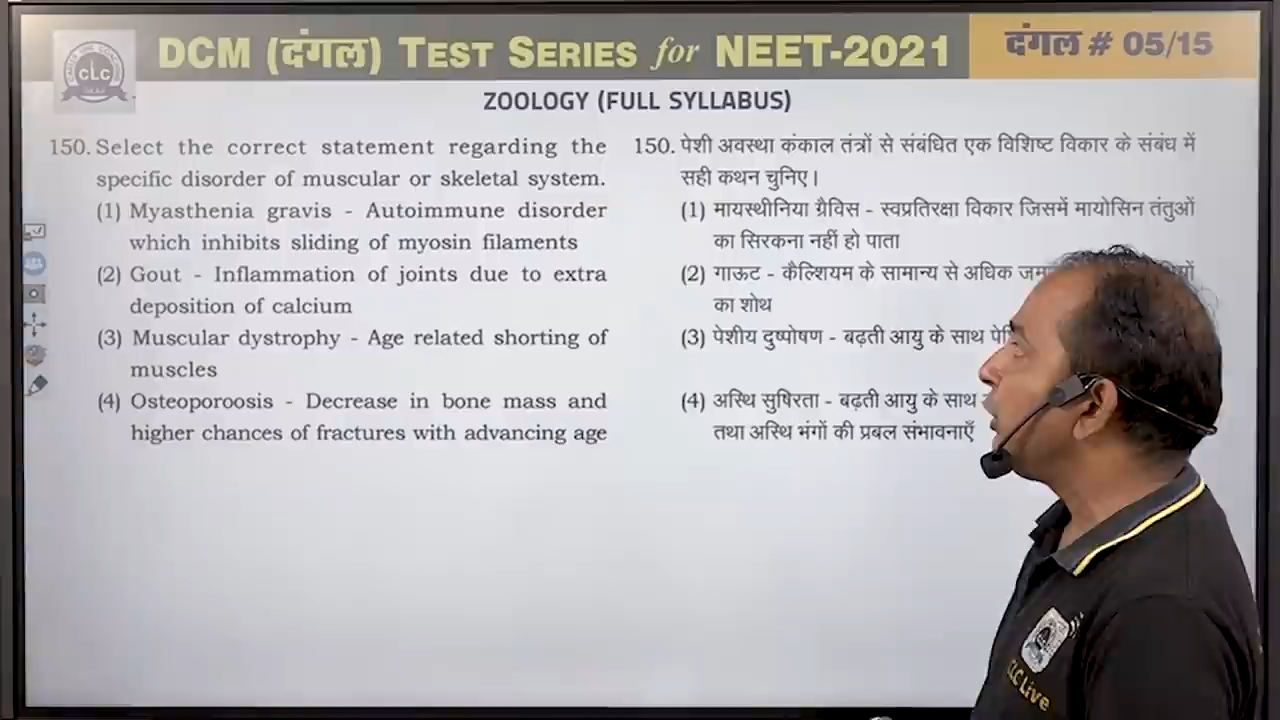 DCM (दंगल) TEST SERIES for NEET-2021
दंगल # 05/15
CLC
ZOOLOGY (FULL SYLLABUS)
150. Select the correct statement regarding the
specific disorder of muscular or skeletal system.
(1) Myasthenia gravis - Autoimmune disorder
which inhibits sliding of myosin filaments
(2) Gout - Inflammation of joints due to extra
deposition of calcium
(3) Muscular dystrophy - Age related shorting of
muscles
(4) Osteoporoosis - Decrease in bone mass and
higher chances of fractures with advancing age
150. पेशी अवस्था कंकाल तंत्रों से संबंधित एक विशिष्ट विकार के संबंध में
सही कथन चुनिए।
(1) मायस्थीनिया ग्रैविस - स्वप्रतिरक्षा विकार जिसमें मायोसिन तंतुओं
का सिरकना नहीं हो पाता
(2) गाऊट - कैल्शियम के सामान्य से अधिक
का शोथ
(3) पेशीय दुष्पोषण - बढ़ती आयु के साथ
(4) अस्थि सुषिरता - बढ़ती आयु के साथ
तथा अस्थि भंगों की प्रबल संभावनाएँ
CLC Live